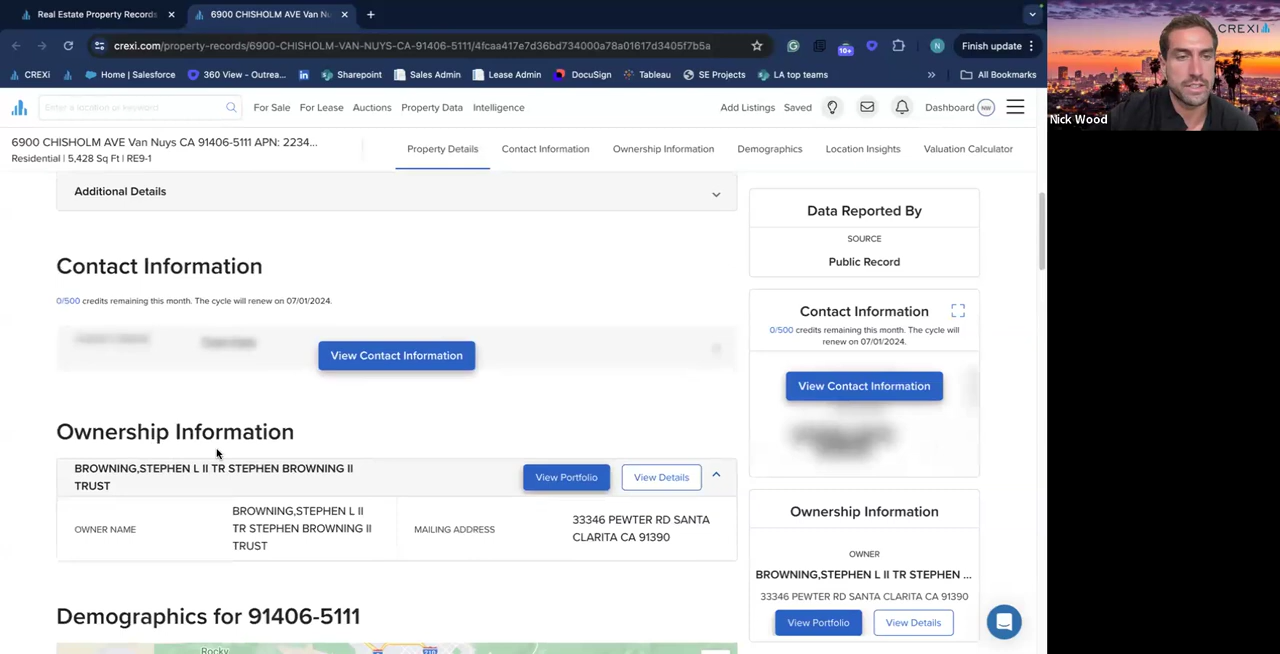 Real Estate Property Records
6900 CHISHOLM AVE Van Nu
crexi.com/property-records/6900-CHISHOLM-VAN-NUYS-CA-91406-5111/4fcaa417e7d36bd734000a78a01617d3405f7b5a
10+
N
Finish update
CREXi
Home | Salesforce
360 View - Outrea...
Sharepoint
Sales Admin
Lease Admin
DocuSign
Tableau
SE Projects
LA top teams
»
All Bookmarks
Enter a location or keyword
For Sale
For Lease
Auctions
Property Data
Intelligence
Add Listings
Saved
Dashboard
NW
6900 CHISHOLM AVE Van Nuys CA 91406-5111 APN: 2234...
Residential | 5,428 Sq Ft | RE9-1
Property Details
Contact Information
Ownership Information
Demographics
Location Insights
Valuation Calculator
Additional Details
Contact Information
0/500 credits remaining this month. The cycle will renew on 07/01/2024.
View Contact Information
Ownership Information
BROWNING,STEPHEN L II TR STEPHEN BROWNING II
TRUST
View Portfolio
View Details
OWNER NAME
BROWNING,STEPHEN L II
TR STEPHEN BROWNING II
TRUST
MAILING ADDRESS
33346 PEWTER RD SANTA
CLARITA CA 91390
Demographics for 91406-5111
Rocky
Data Reported By
SOURCE
Public Record
Contact Information
0/500 credits remaining this month. The cycle will
renew on 07/01/2024.
View Contact Information
Ownership Information
OWNER
BROWNING,STEPHEN L II TR STEPHEN ...
33346 PEWTER RD SANTA CLARITA CA 91390
View Portfolio
View Details
CREXI
Nick Wood